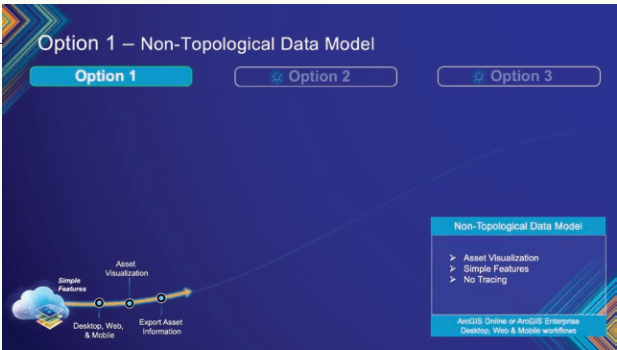 Option 1 – Non-Topological Data Model
Option 1
Option 2
Option 3
Asset
Visualization
Simple
Features
Desktop, Web,
& Mobile
Export Asset
Information
Non-Topological Data Model
➤ Asset Visualization
➤ Simple Features
➤ No Tracing
ArcGIS Online or ArcGIS Enterprise
Desktop, Web & Mobile workflows